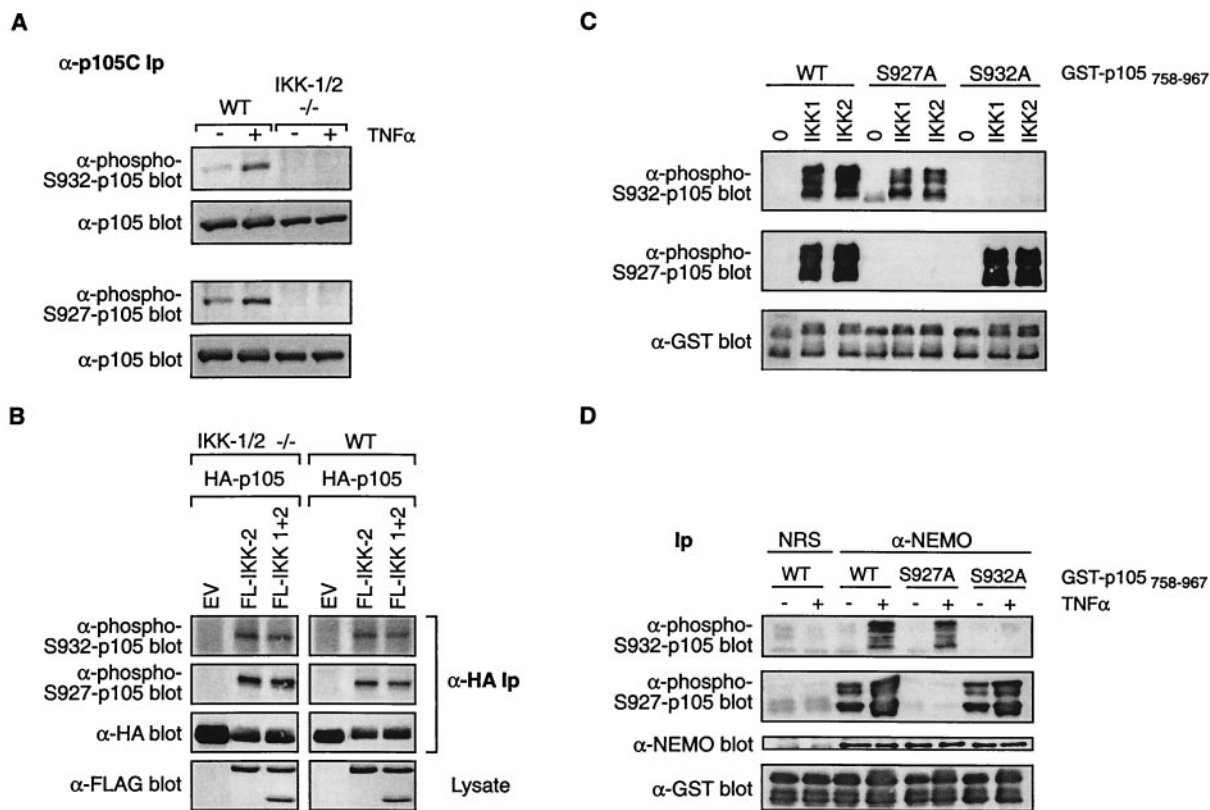 A
α-p105C Ip
IKK-1/2
WT -/-
- + - + TNFα
α-phospho-
S932-p105 blot
α-p105 blot
α-phospho-
S927-p105 blot
α-p105 blot
B
IKK-1/2 -/- WT
HA-p105 HA-p105
EV FL-IKK-2 FL-IKK 1+2 EV FL-IKK-2 FL-IKK 1+2
α-phospho-
S932-p105 blot
α-phospho-
S927-p105 blot
α-HA Ip
α-HA blot
α-FLAG blot Lysate
C
WT S927A S932A GST-p105 758-967
0 IKK1 IKK2 0 IKK1 IKK2 0 IKK1 IKK2
α-phospho-
S932-p105 blot
α-phospho-
S927-p105 blot
α-GST blot
D
Ip NRS α-NEMO
WT WT S927A S932A GST-p105 758-967
- + - + - + - + TNFα
α-phospho-
S932-p105 blot
α-phospho-
S927-p105 blot
α-NEMO blot
α-GST blot